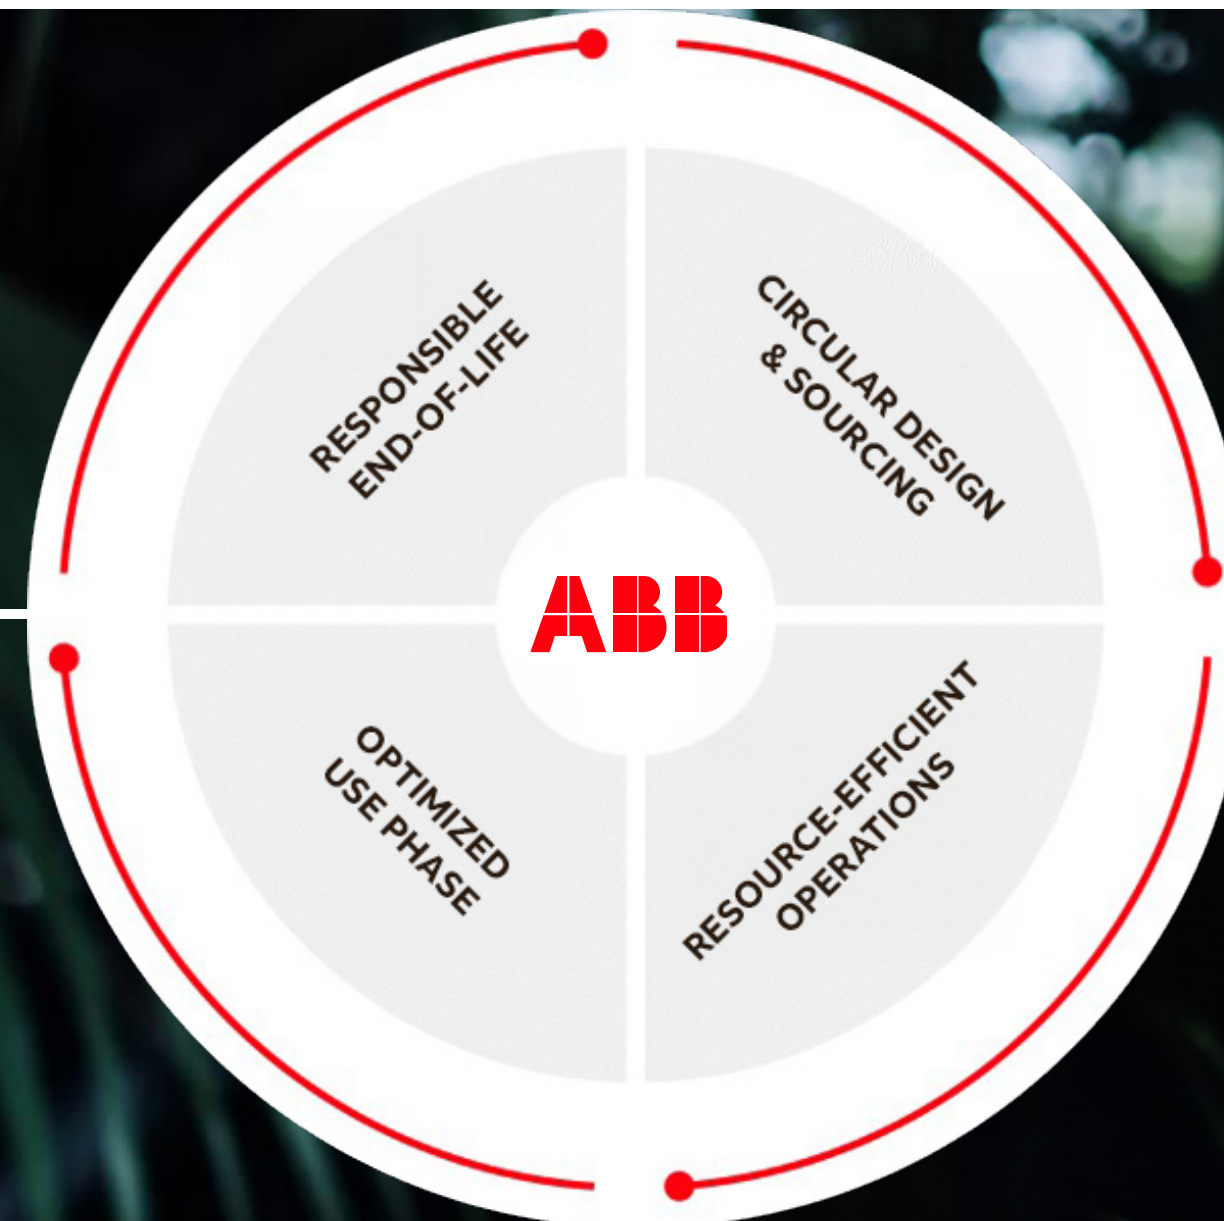 RESPONSIBLE
END-OF-LIFE
CIRCULAR DESIGN
& SOURCING
ABB
OPTIMIZED
USE PHASE
RESOURCE-EFFICIENT
OPERATIONS